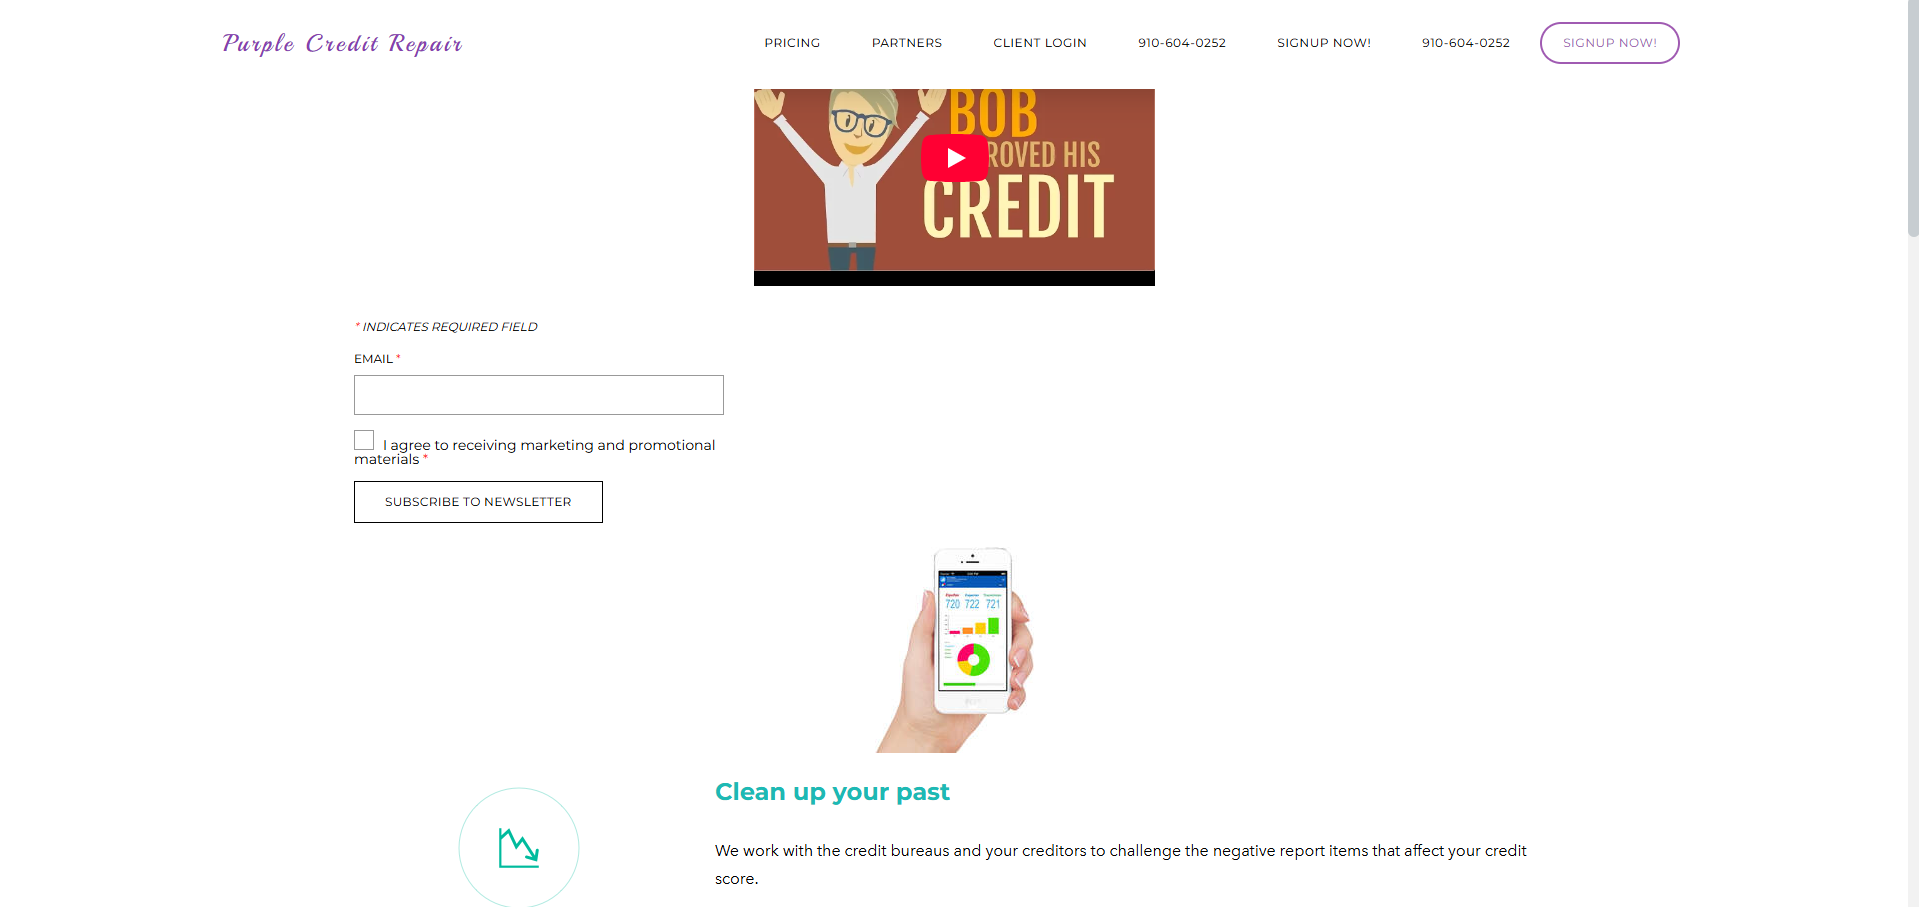 Purple Credit Repair
PRICING
PARTNERS
CLIENT LOGIN
910-604-0252
SIGNUP NOW!
910-604-0252
SIGNUP NOW!
BOB
ROVED HIS
CREDIT
* INDICATES REQUIRED FIELD
EMAIL *
I agree to receiving marketing and promotional
materials *
SUBSCRIBE TO NEWSLETTER
720 722 721
Clean up your past
We work with the credit bureaus and your creditors to challenge the negative report items that affect your credit
score.